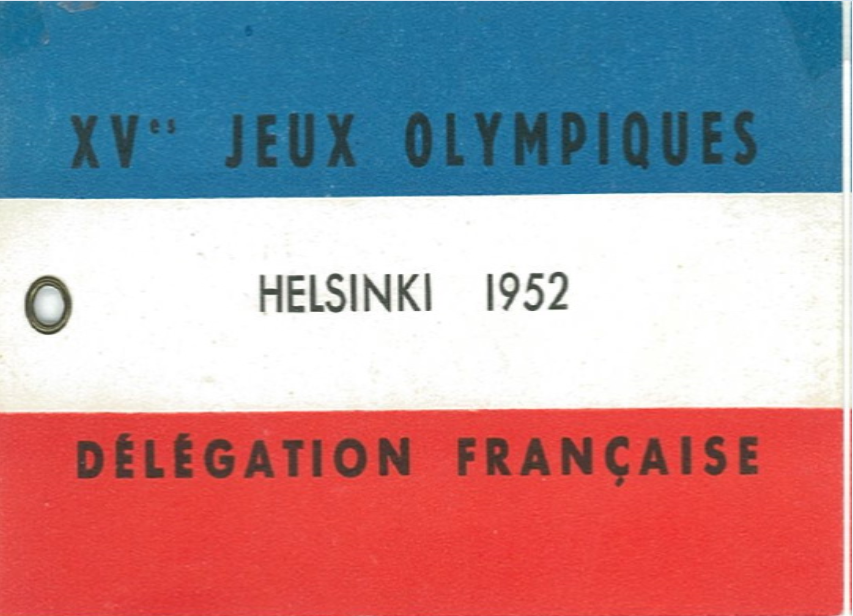 XVes JEUX OLYMPIQUES
HELSINKI 1952
DÉLÉGATION FRANÇAISE